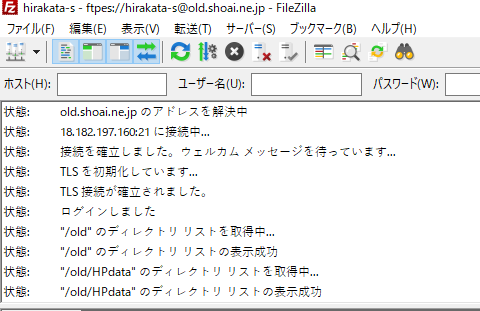 hirakata-s - ftpes://hirakata-s@old.shoai.ne.jp - FileZilla
ファイル(F) 編集(E) 表示(V) 転送(T) サーバー(S) ブックマーク(B) ヘルプ(H)
ホスト(H): ユーザー名(U): パスワード(W):
状態: old.shoai.ne.jp のアドレスを解決中
状態: 18.182.197.160:21 に接続中...
状態: 接続を確立しました。ウェルカム メッセージを待っています...
状態: TLS を初期化しています...
状態: TLS 接続が確立されました。
状態: ログインしました
状態: "/old" のディレクトリ リストを取得中...
状態: "/old" のディレクトリ リストの表示成功
状態: "/old/HPdata" のディレクトリ リストを取得中...
状態: "/old/HPdata" のディレクトリ リストの表示成功